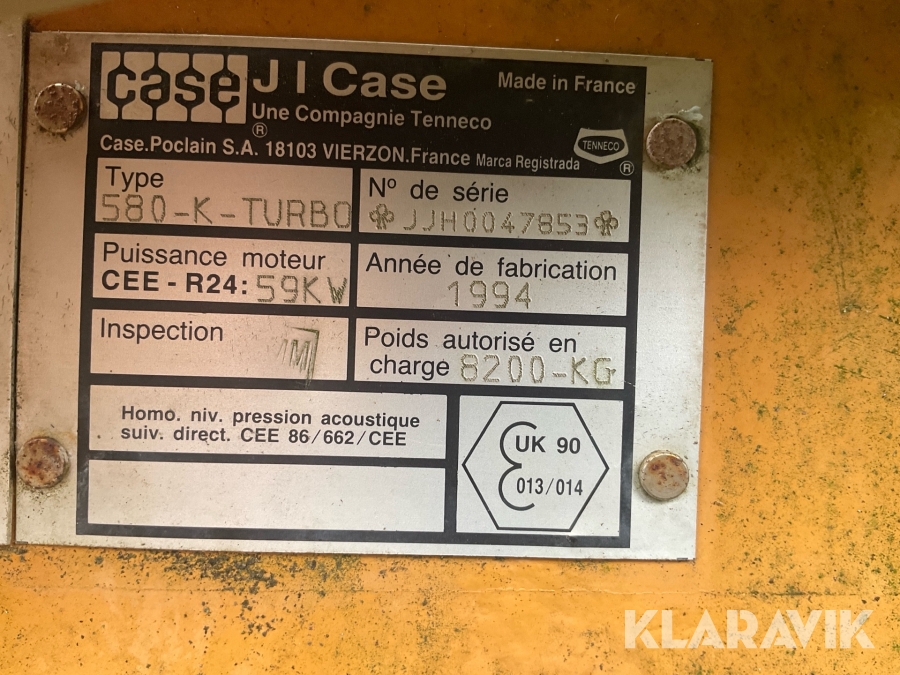 case J I Case Made in France
Une Compagnie Tenneco
®
Case.Poclain S.A. 18103 VIERZON.France Marca Registrada TENNECO ®
Type
580-K-TURBO
Nº de série
JJH0047853
Puissance moteur
CEE - R24: 59KW
Année de fabrication
1994
Inspection
MM
Poids autorisé en
charge 8200-KG
Homo. niv. pression acoustique
suiv. direct. CEE 86/662/CEE
UK 90
013/014
KLARAVIK